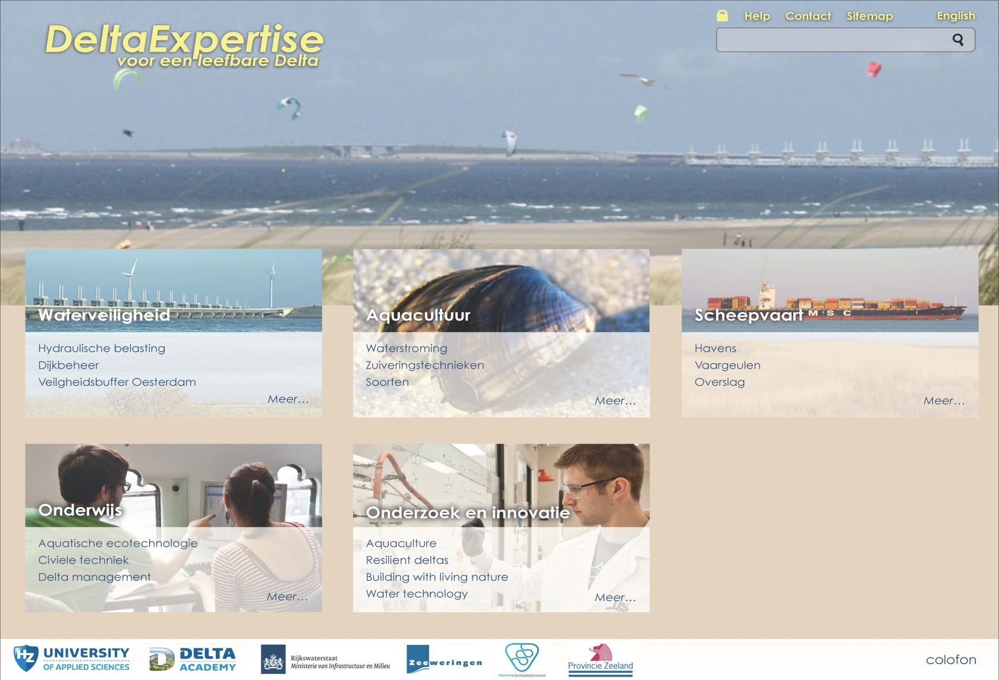 DeltaExpertise
voor een leefbare Delta
Help Contact Sitemap English
Waterveiligheid
Hydraulische belasting
Dijkbeheer
Veilgheidsbuffer Oesterdam
Meer...
Aquacultuur
Waterstroming
Zuiveringstechnieken
Soorten
Meer...
MSC
Scheepvaart
Havens
Vaargeulen
Overslag
Meer...
Onderwijs
Aquatische ecotechnologie
Civiele techniek
Delta management
Meer...
Onderzoek en innovatie
Aquaculture
Resilient deltas
Building with living nature
Water technology
Meer...
HZ UNIVERSITY
OF APPLIED SCIENCES
D DELTA
ACADEMY
Rijkswaterstaat
Ministerie van Infrastructuur en Milieu
Zeeweringen
Waterschap Scheldestromen
Provincie Zeeland
colofon